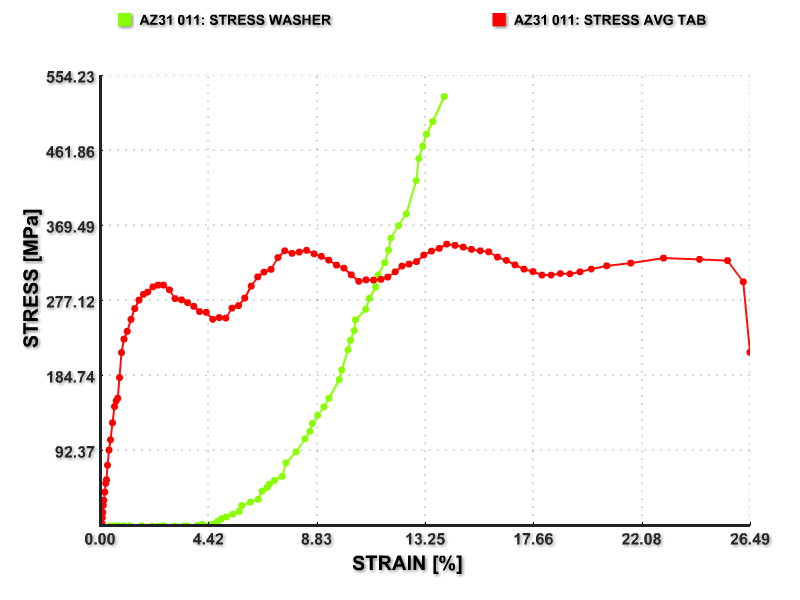 AZ31 011: STRESS WASHER AZ31 011: STRESS AVG TAB
554.23
461.86
369.49
277.12
184.74
92.37
STRESS [MPa]
0.00 4.42 8.83 13.25 17.66 22.08 26.49
STRAIN [%]